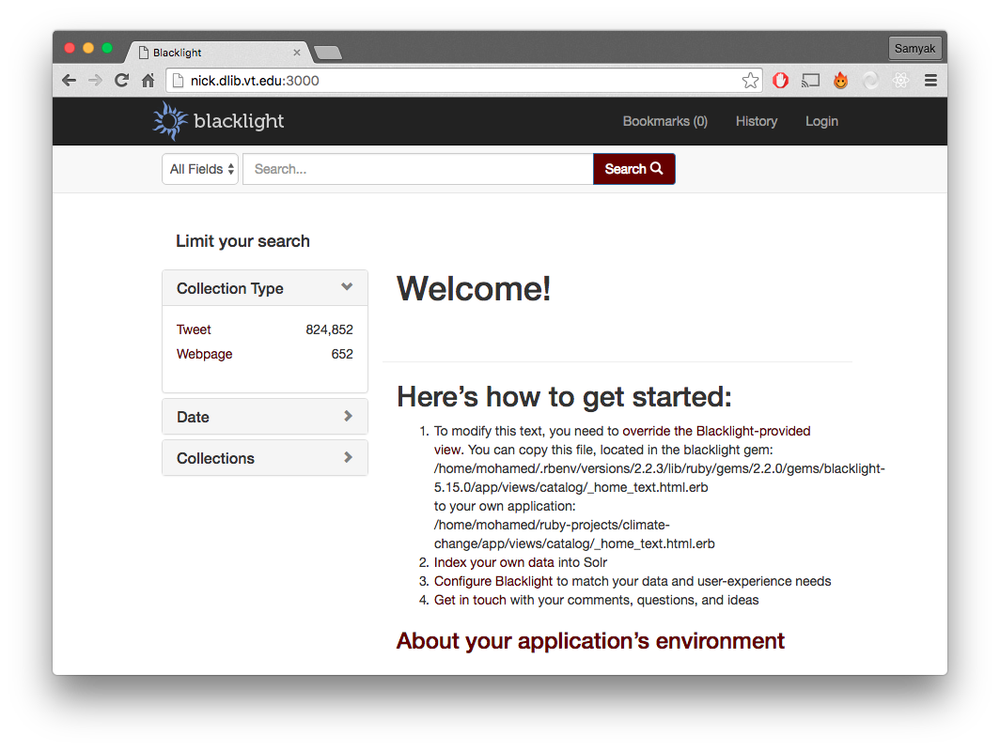 Blacklight
Samyak
nick.dlib.vt.edu:3000
blacklight
Bookmarks (0)
History
Login
All Fields
Search...
Search
Limit your search
Collection Type
Tweet 824,852
Webpage 652
Date
Collections
Welcome!
Here's how to get started:
1. To modify this text, you need to override the Blacklight-provided
view. You can copy this file, located in the blacklight gem:
/home/mohamed/.rbenv/versions/2.2.3/lib/ruby/gems/2.2.0/gems/blacklight-
5.15.0/app/views/catalog/_home_text.html.erb
to your own application:
/home/mohamed/ruby-projects/climate-
change/app/views/catalog/_home_text.html.erb
2. Index your own data into Solr
3. Configure Blacklight to match your data and user-experience needs
4. Get in touch with your comments, questions, and ideas
About your application's environment